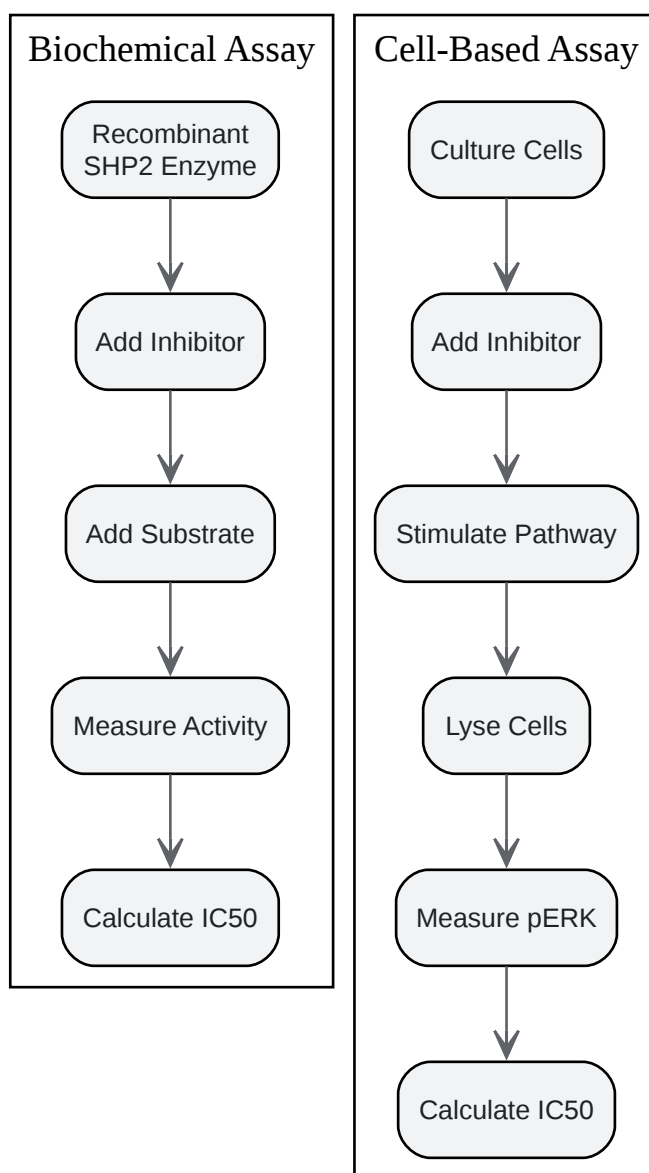 Biochemical Assay
Recombinant
SHP2 Enzyme
Add Inhibitor
Add Substrate
Measure Activity
Calculate IC50
Cell-Based Assay
Culture Cells
Add Inhibitor
Stimulate Pathway
Lyse Cells
Measure pERK
Calculate IC50